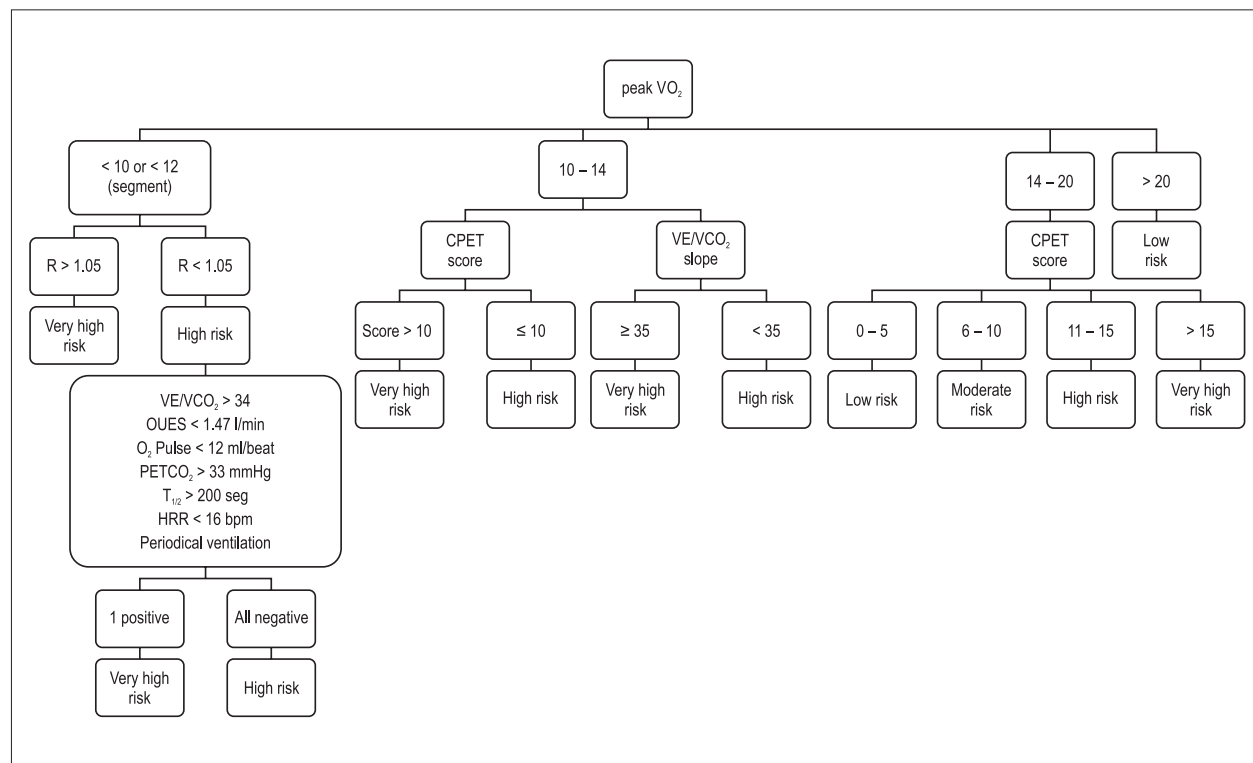 peak VO₂
< 10 or < 12
(segment)
10 – 14
14 – 20
> 20
R > 1.05
R < 1.05
CPET
score
VE/VCO₂
slope
CPET
score
Low
risk
Very high
risk
High risk
Score > 10
≤ 10
≥ 35
< 35
0 – 5
6 – 10
11 – 15
> 15
Very high
risk
High risk
Very high
risk
High risk
Low risk
Moderate
risk
High risk
Very high
risk
VE/VCO₂ > 34
OUES < 1.47 l/min
O₂ Pulse < 12 ml/beat
PETCO₂ > 33 mmHg
T₁/₂ > 200 seg
HRR < 16 bpm
Periodical ventilation
1 positive
All negative
Very high
risk
High risk